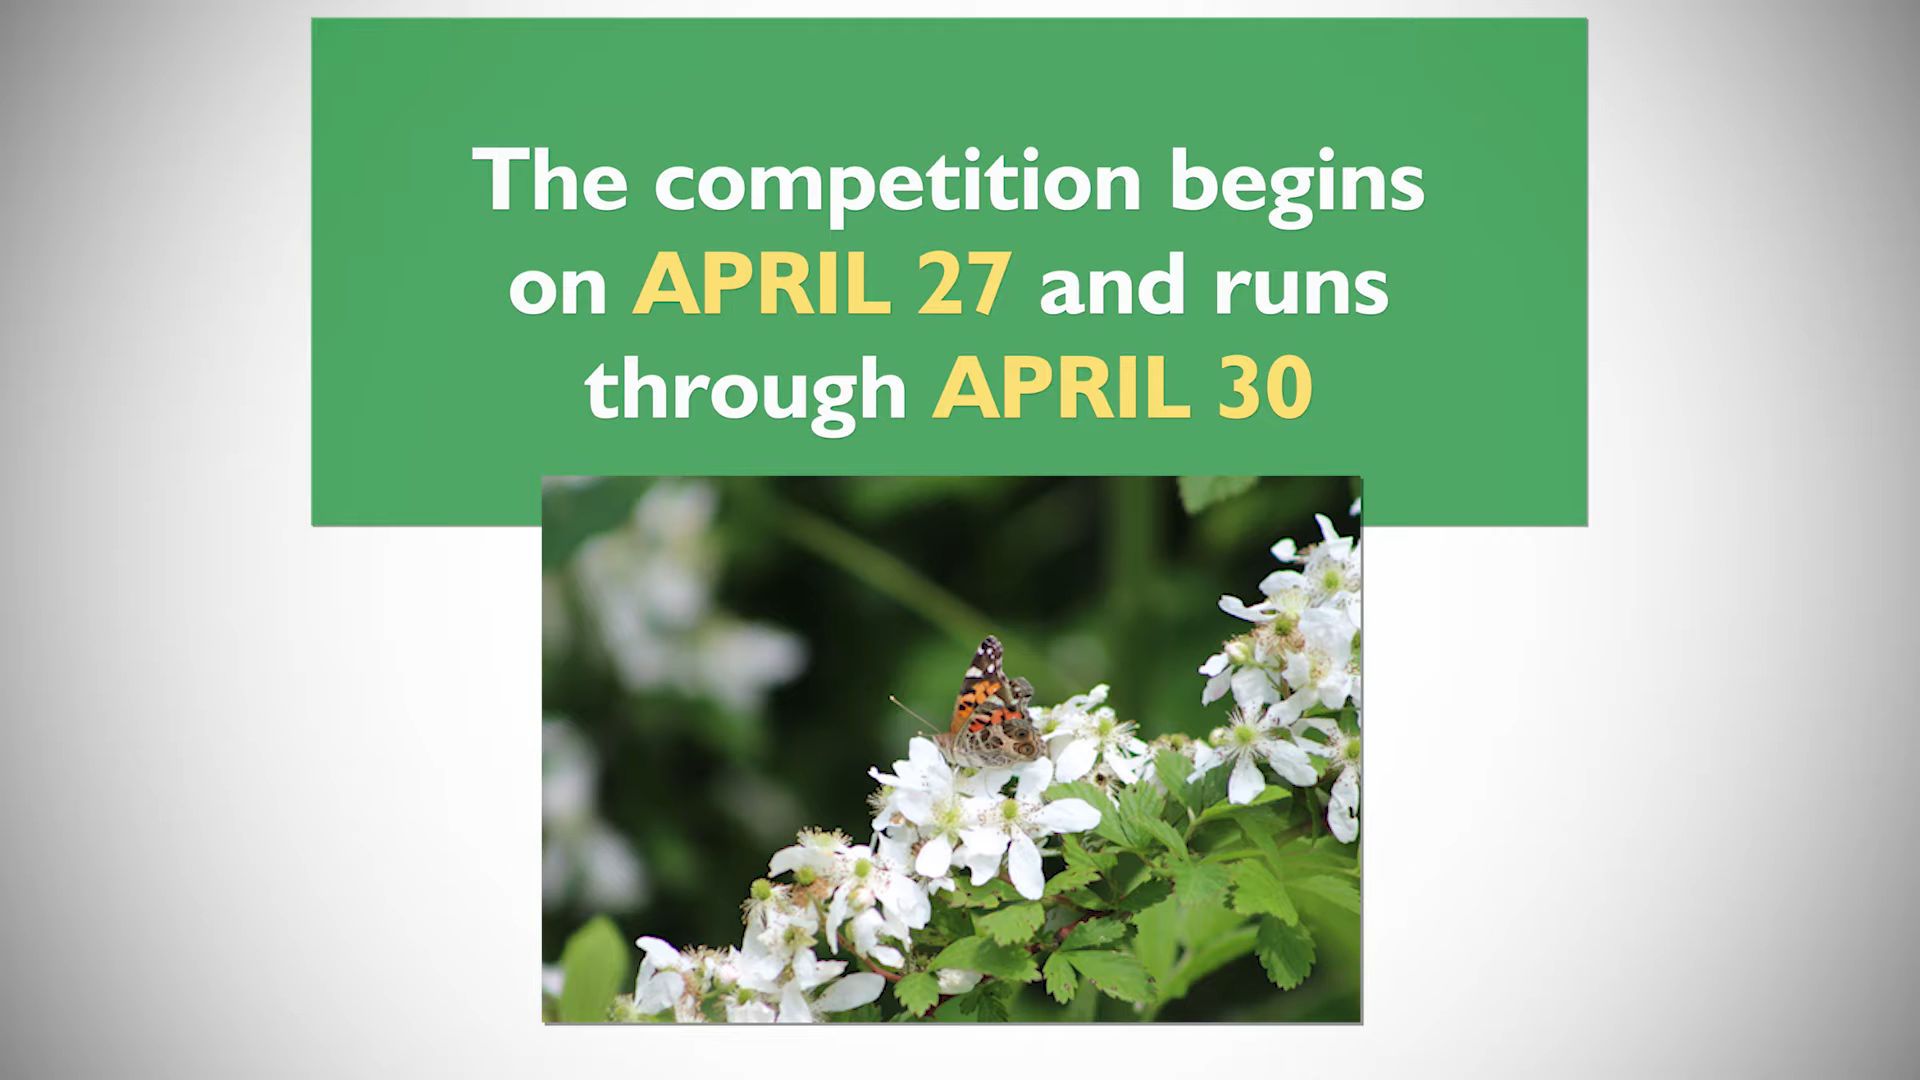 The competition begins
on APRIL 27 and runs
through APRIL 30